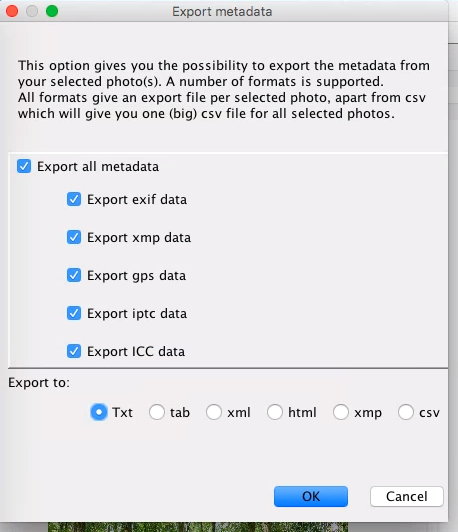 Export metadata
This option gives you the possibility to export the metadata from
your selected photo(s). A number of formats is supported.
All formats give an export file per selected photo, apart from csv
which will give you one (big) csv file for all selected photos.
Export all metadata
Export exif data
Export xmp data
Export gps data
Export iptc data
Export ICC data
Export to:
Txt tab xml html xmp csv
OK Cancel